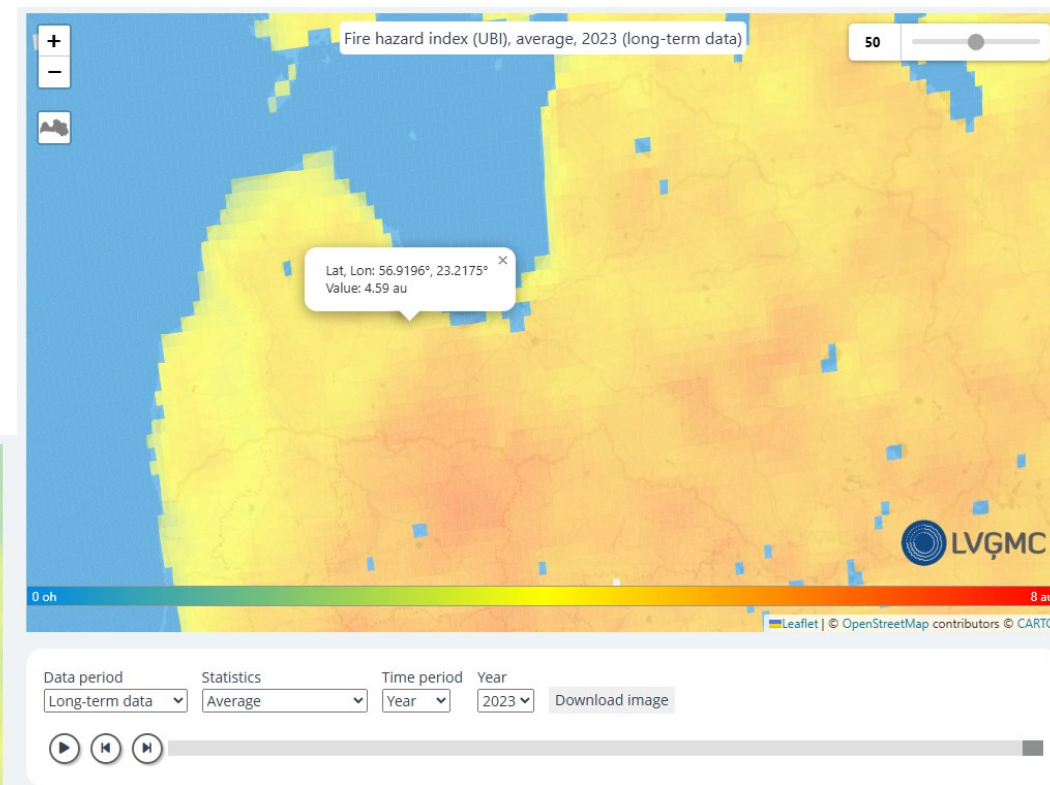 +
Fire hazard index (UBI), average, 2023 (long-term data)
50
−
Lat, Lon: 56.9196°, 23.2175°
×
Value: 4.59 au
LVĢMC
0 oh
8 au
Leaflet | © OpenStreetMap contributors © CARTO
Data period
Statistics
Time period
Year
Long-term data
Average
Year
2023
Download image